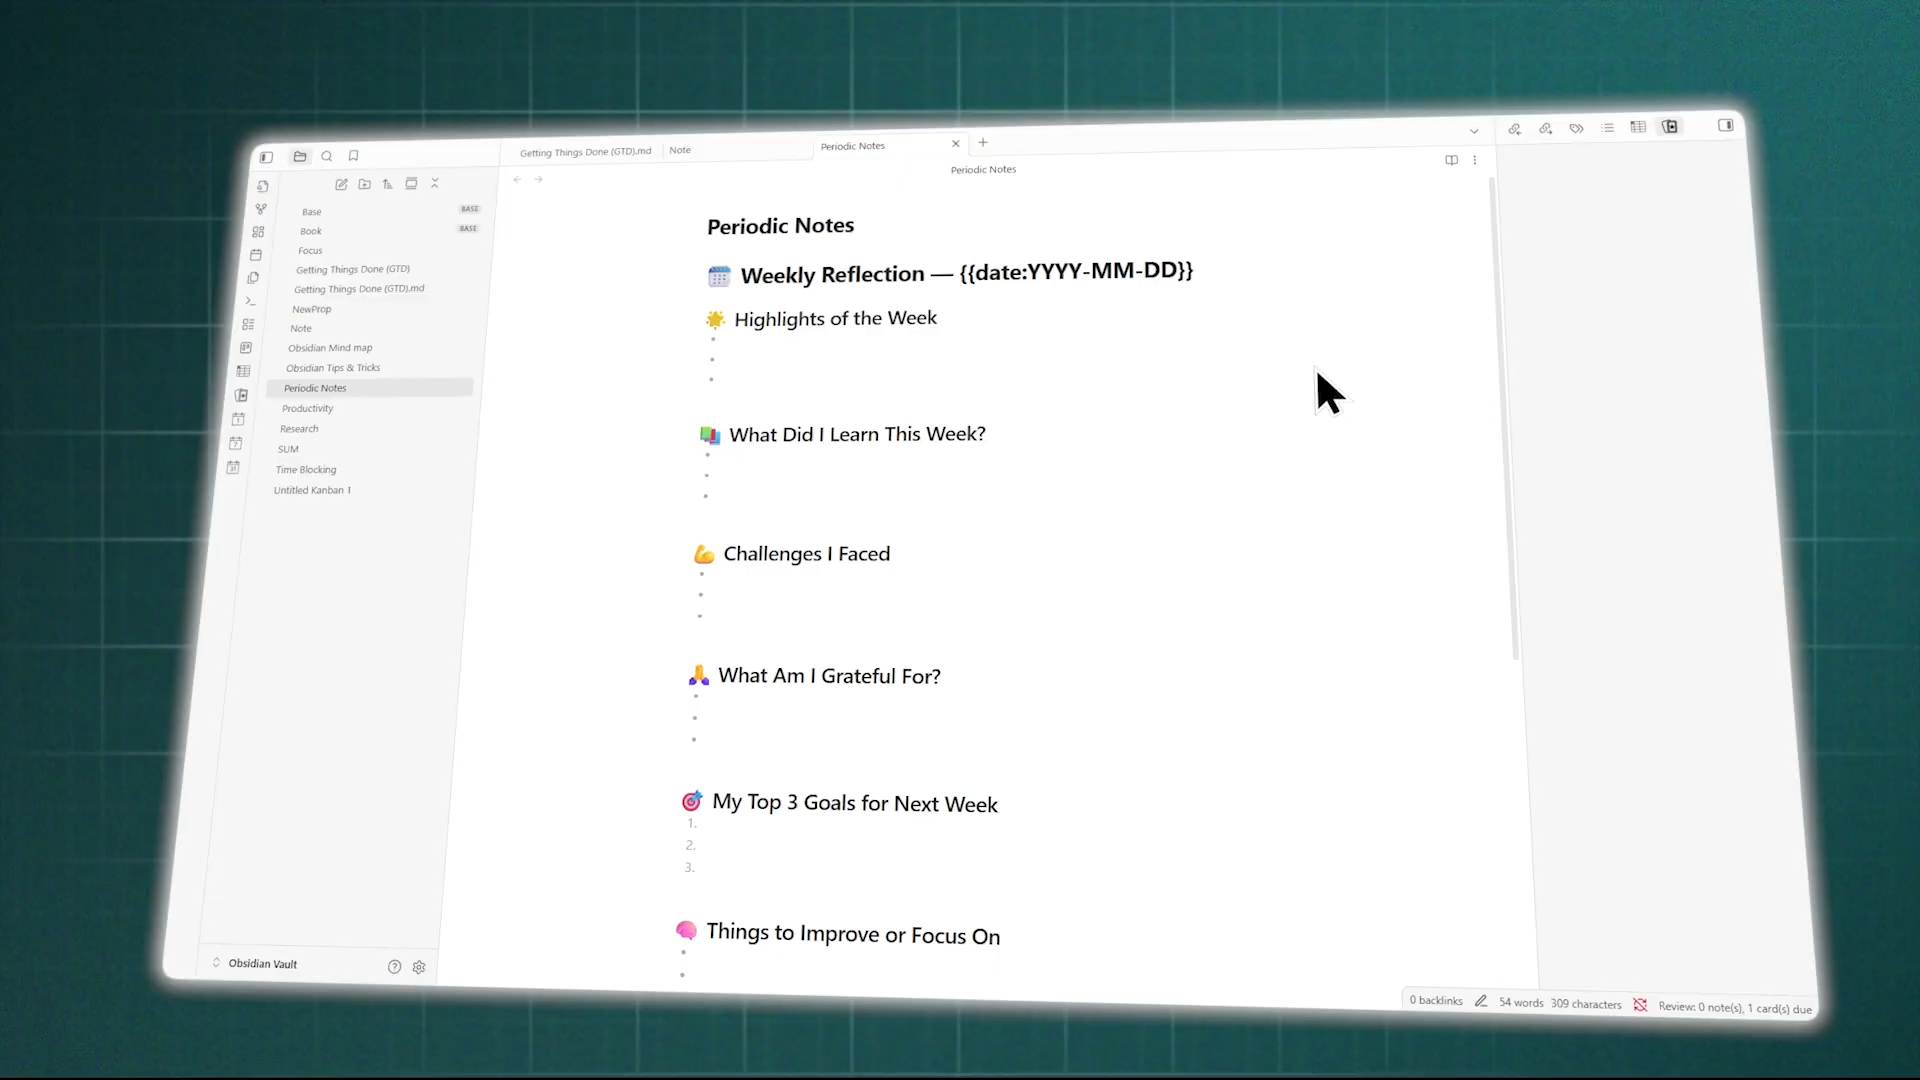 Getting Things Done (GTD).md
Note
Periodic Notes
Periodic Notes
Base
BASE
Book
BASE
Focus
Getting Things Done (GTD)
Getting Things Done (GTD).md
NewProp
Note
Obsidian Mind map
Obsidian Tips & Tricks
Periodic Notes
Productivity
Research
SUM
Time Blocking
Untitled Kanban 1
Obsidian Vault
Periodic Notes
Weekly Reflection — {{date:YYYY-MM-DD}}
Highlights of the Week
What Did I Learn This Week?
Challenges I Faced
What Am I Grateful For?
My Top 3 Goals for Next Week
1.
2.
3.
Things to Improve or Focus On
0 backlinks 54 words 309 characters Review: 0 note(s), 1 card(s) due